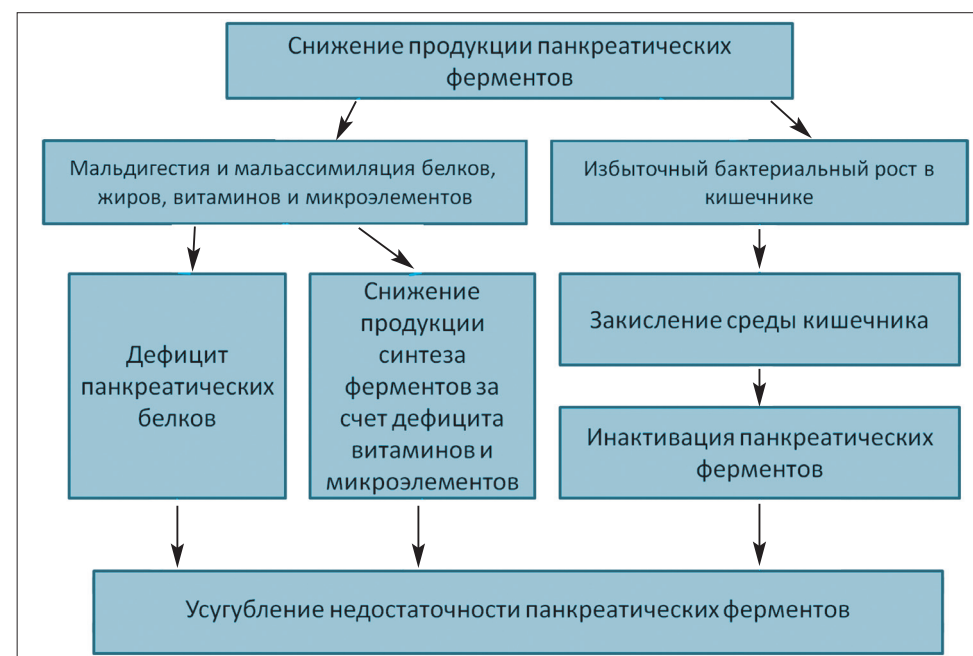 Снижение продукции панкреатических
ферментов
Мальдигестия и мальассимиляция белков,
жиров, витаминов и микроэлементов
Избыточный бактериальный рост в
кишечнике
Дефицит
панкреатических
белков
Снижение
продукции
синтеза
ферментов за
счет дефицита
витаминов и
микроэлементов
Закисление среды кишечника
Инактивация панкреатических
ферментов
Усугубление недостаточности панкреатических ферментов